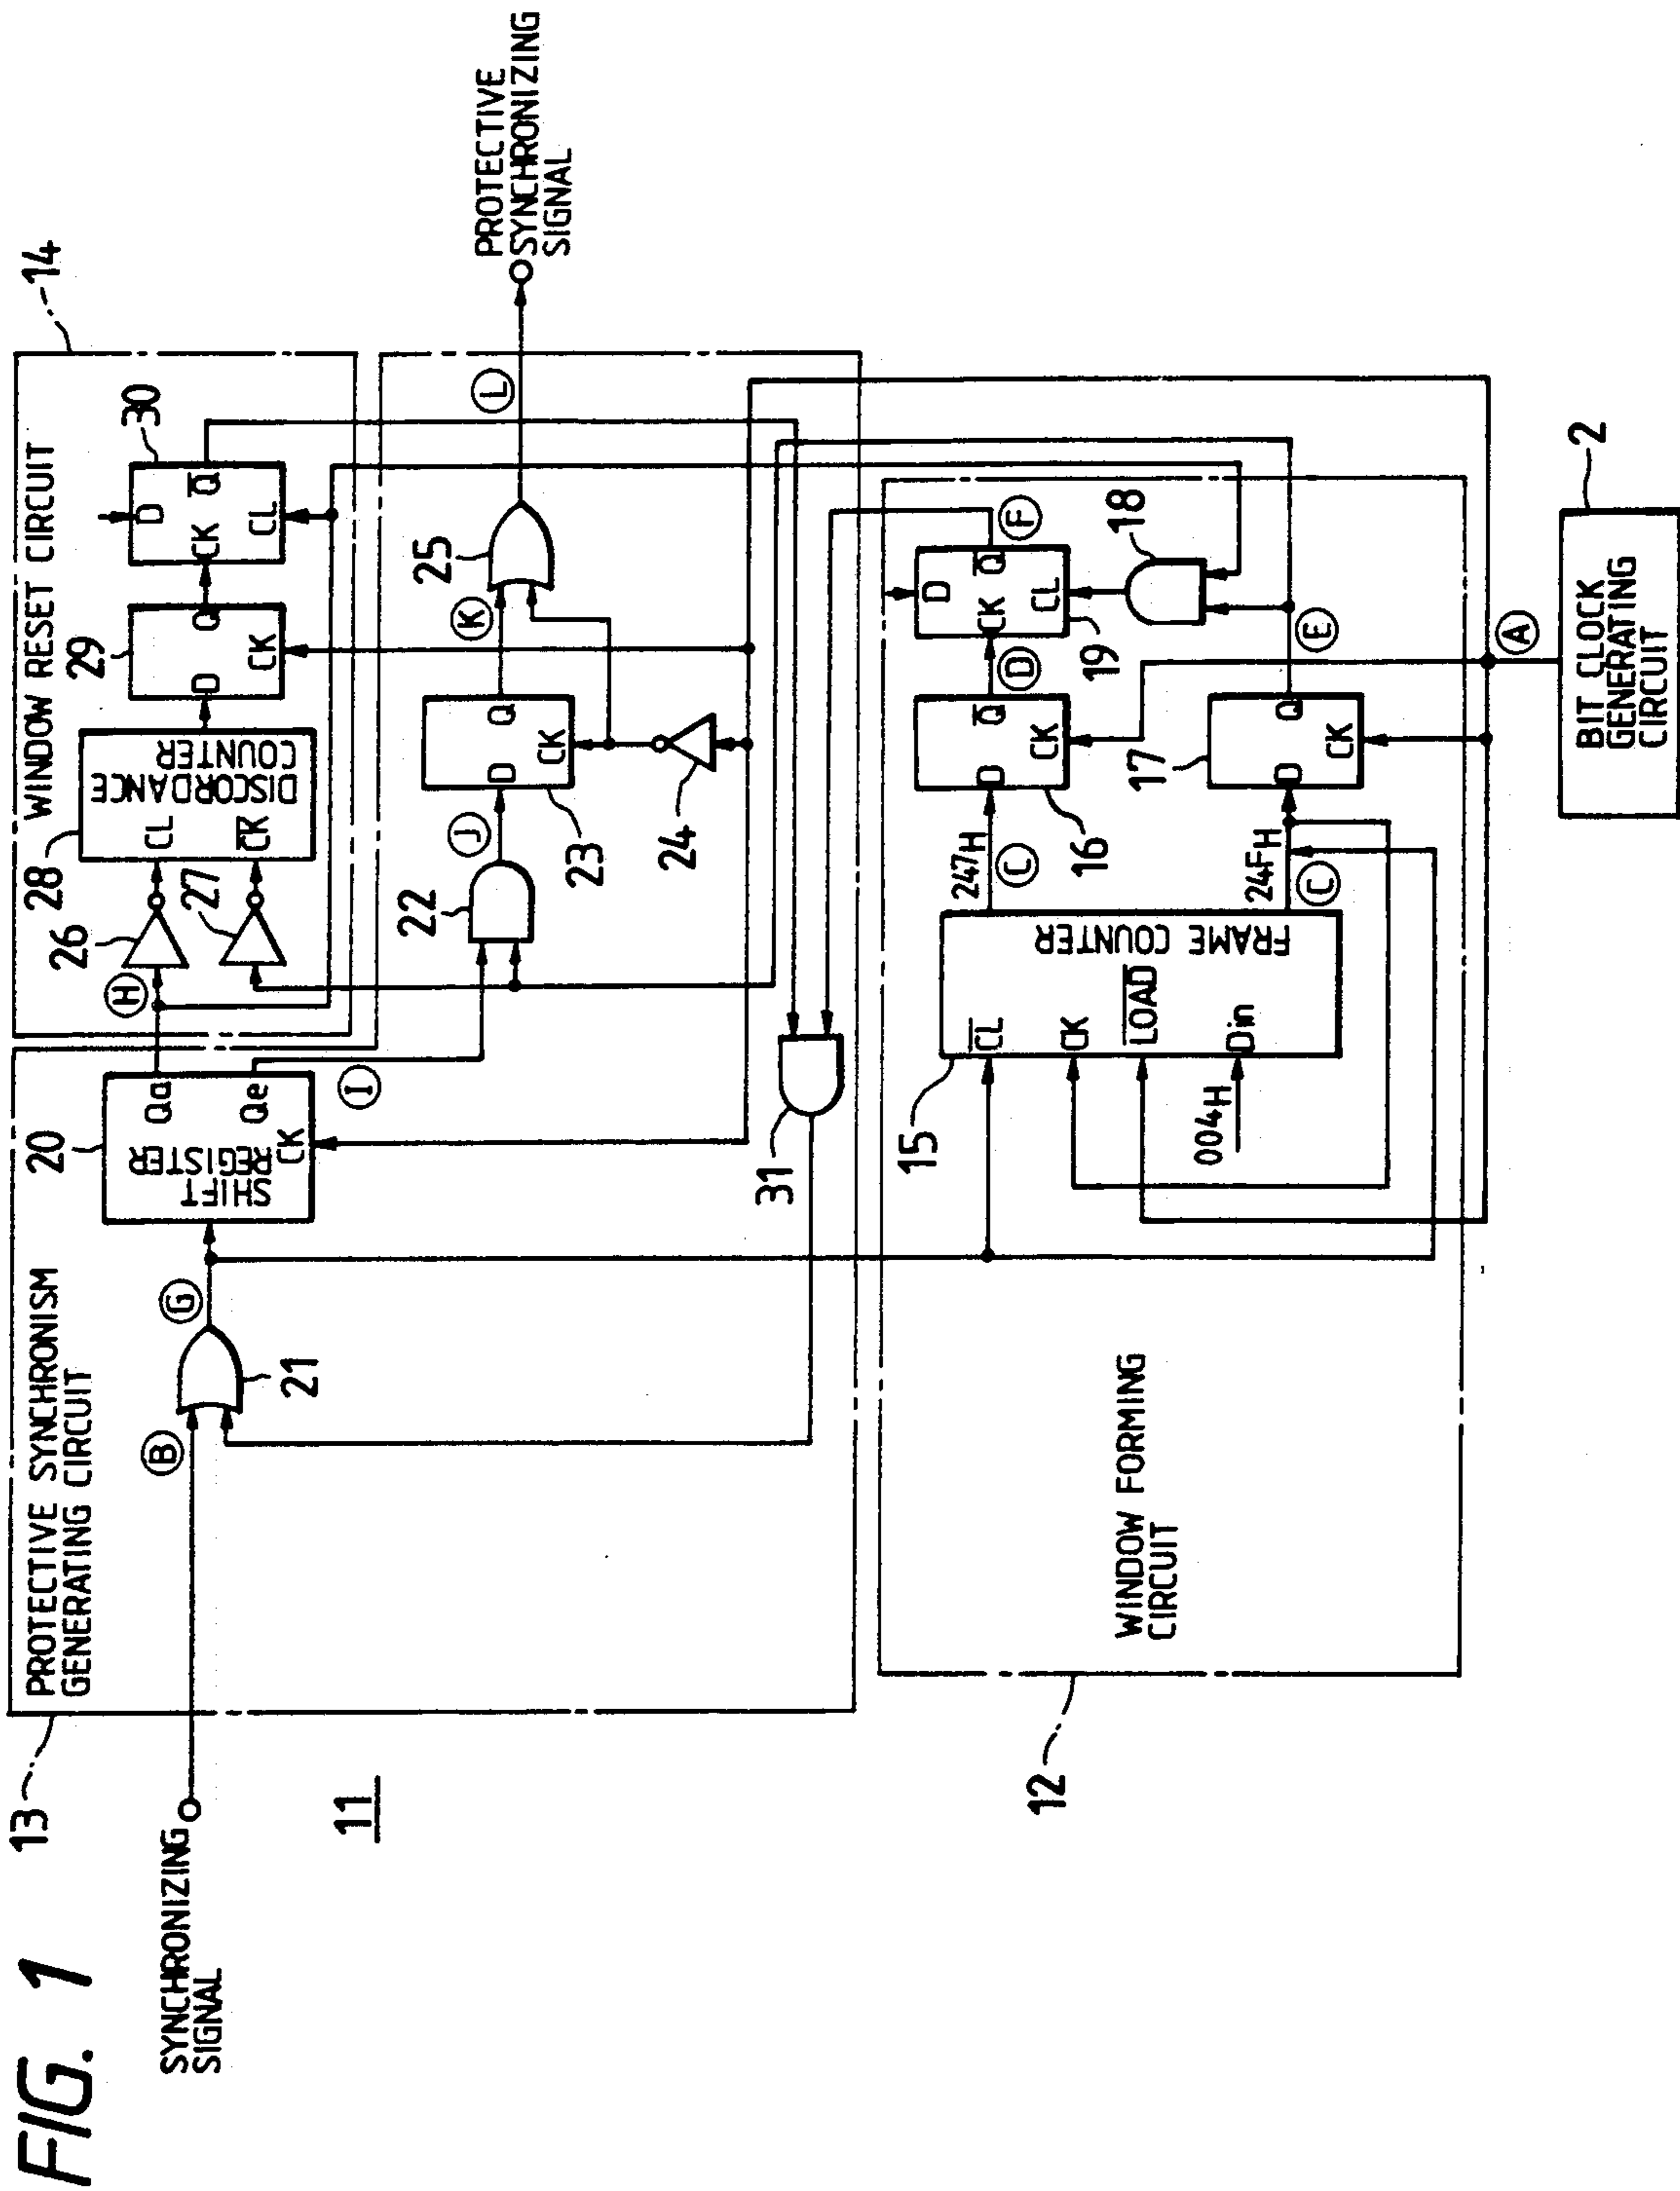 FIG. 1
11
13
PROTECTIVE SYNCHRONISM
GENERATING CIRCUIT
SYNCHRONIZING
SIGNAL
B
21
G
20
SHIFT
REGISTER
Qa
Qe
CK
H
I
WINDOW RESET CIRCUIT
14
26
27
28
CL
C̅K̅
DISCORDANCE
COUNTER
29
D
Q
CK
30
D
CK
Q̅
CL
22
J
23
D
Q
CK
24
K
25
L
PROTECTIVE
SYNCHRONIZING
SIGNAL
31
12
WINDOW FORMING
CIRCUIT
15
C̅L̅
CK
L̅O̅A̅D̅
Din
004H
FRAME COUNTER
247H
C
24FH
C
16
D
Q̅
CK
17
D
Q
CK
D
E
19
D
CK
Q̅
CL
F
18
A
BIT CLOCK
GENERATING
CIRCUIT
2